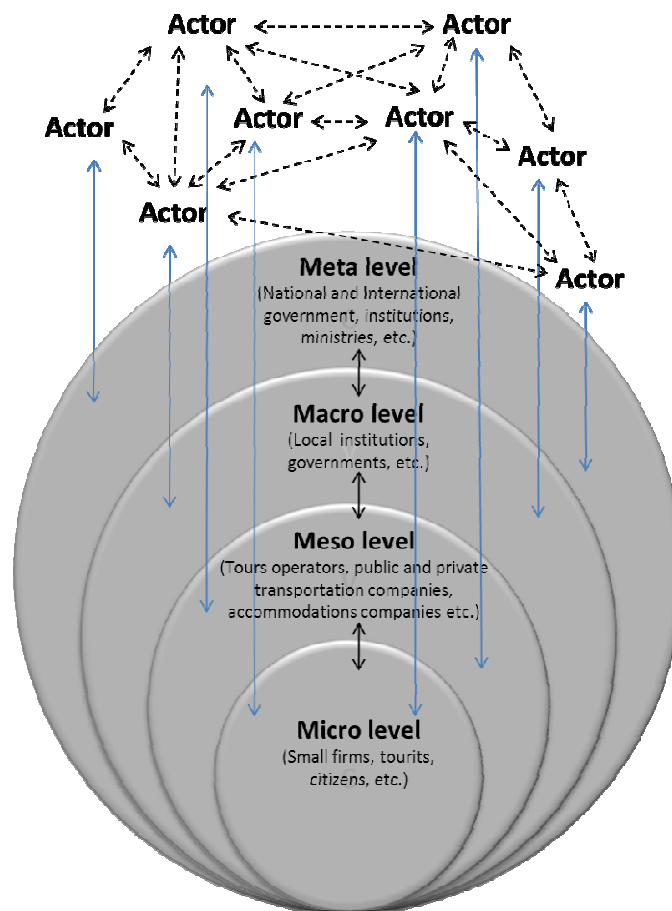 Actor
Actor
Actor
Actor
Actor
Actor
Actor
Actor
Meta level
(National and International
government, institutions,
ministries, etc.)
Macro level
(Local institutions,
governments, etc.)
Meso level
(Tours operators, public and private
transportation companies,
accommodations companies etc.)
Micro level
(Small firms, tourits,
citizens, etc.)